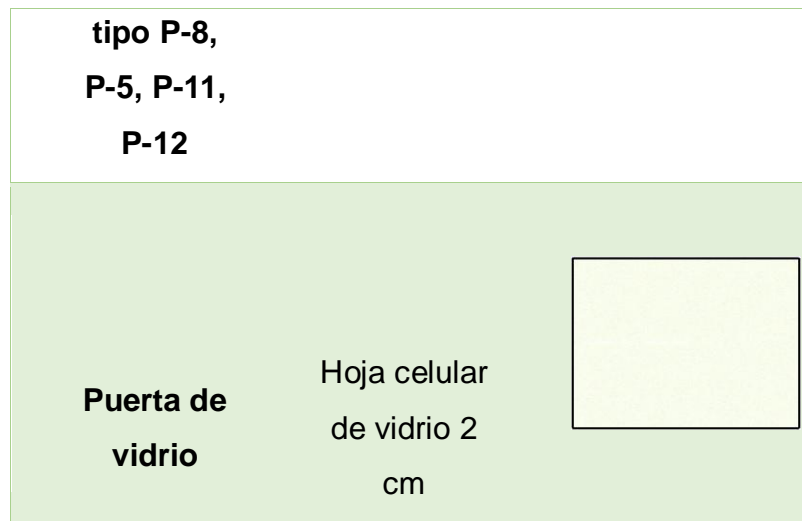 tipo P-8,
P-5, P-11,
P-12
Puerta de
vidrio
Hoja celular
de vidrio 2
cm